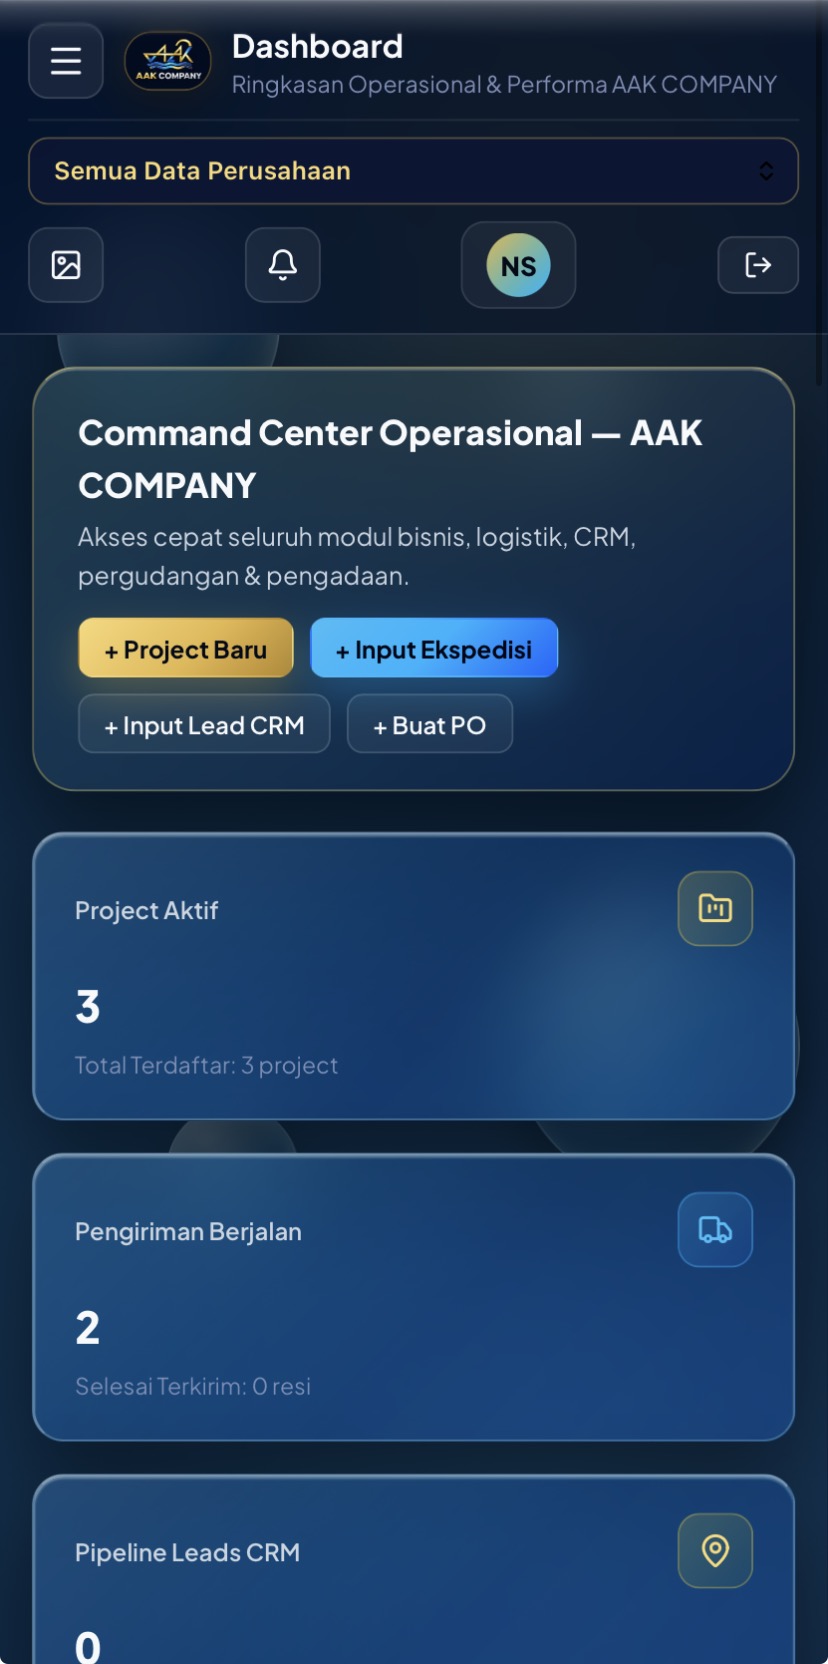 AAK COMPANY
Dashboard
Ringkasan Operasional & Performa AAK COMPANY
Semua Data Perusahaan
NS
Command Center Operasional — AAK
COMPANY
Akses cepat seluruh modul bisnis, logistik, CRM,
pergudangan & pengadaan.
+ Project Baru
+ Input Ekspedisi
+ Input Lead CRM
+ Buat PO
Project Aktif
3
Total Terdaftar: 3 project
Pengiriman Berjalan
2
Selesai Terkirim: 0 resi
Pipeline Leads CRM
0